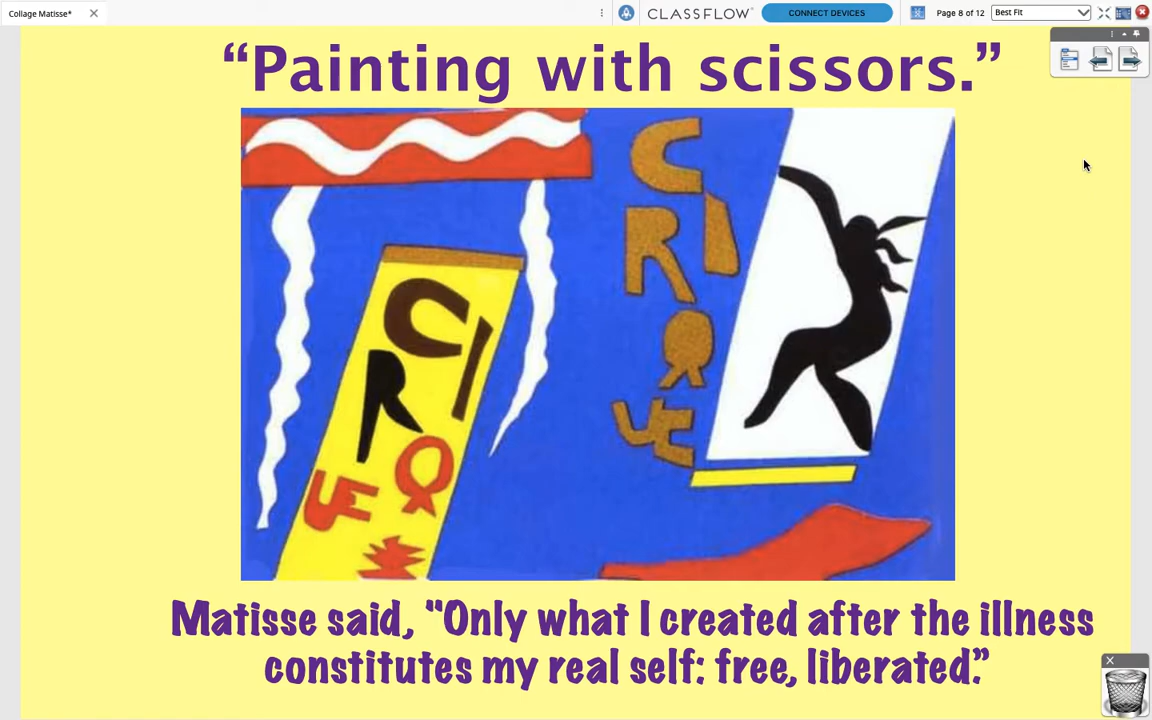 Collage Matisse*
CLASSFLOW
CONNECT DEVICES
Page 8 of 12
Best Fit
“Painting with scissors.”
CIRQUE
CIRQUE
Matisse said, “Only what I created after the illness
constitutes my real self: free, liberated.”